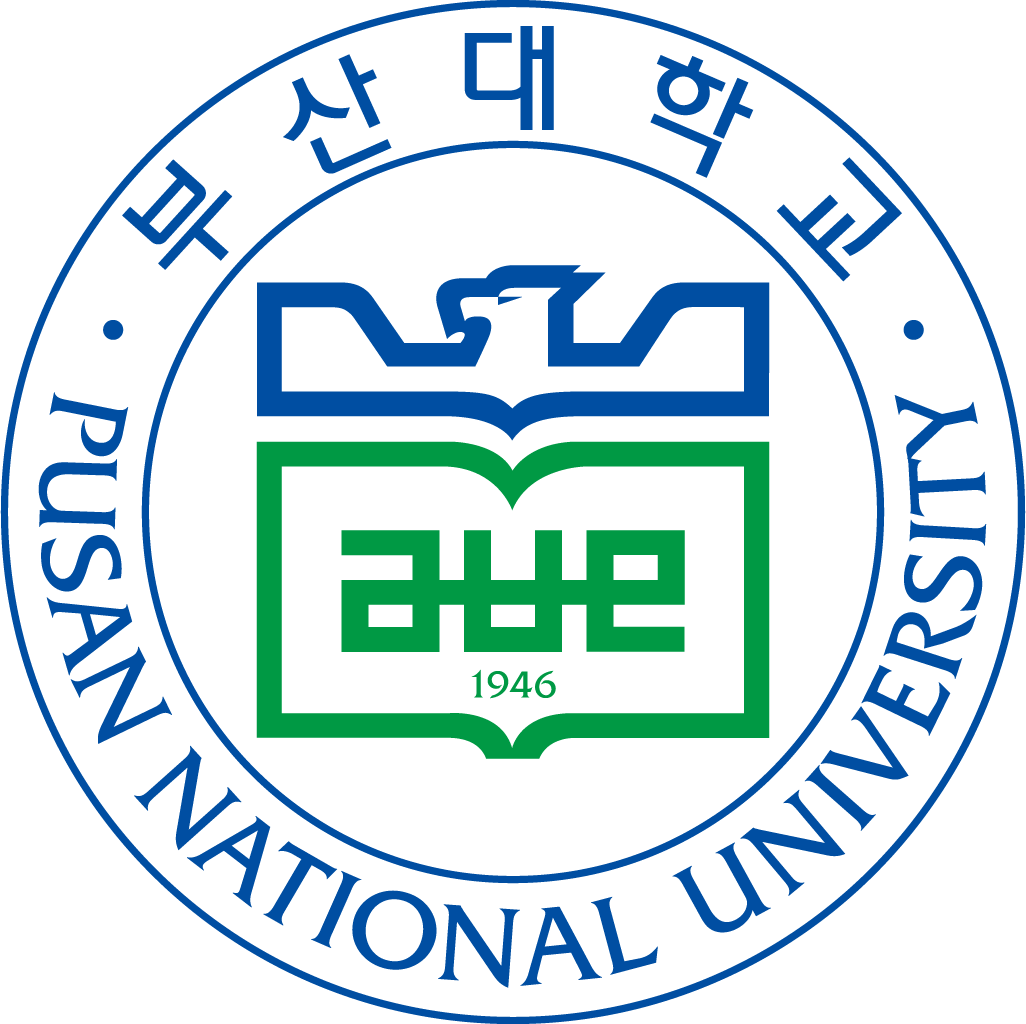 부산대학교
1946
· PUSAN NATIONAL UNIVERSITY ·